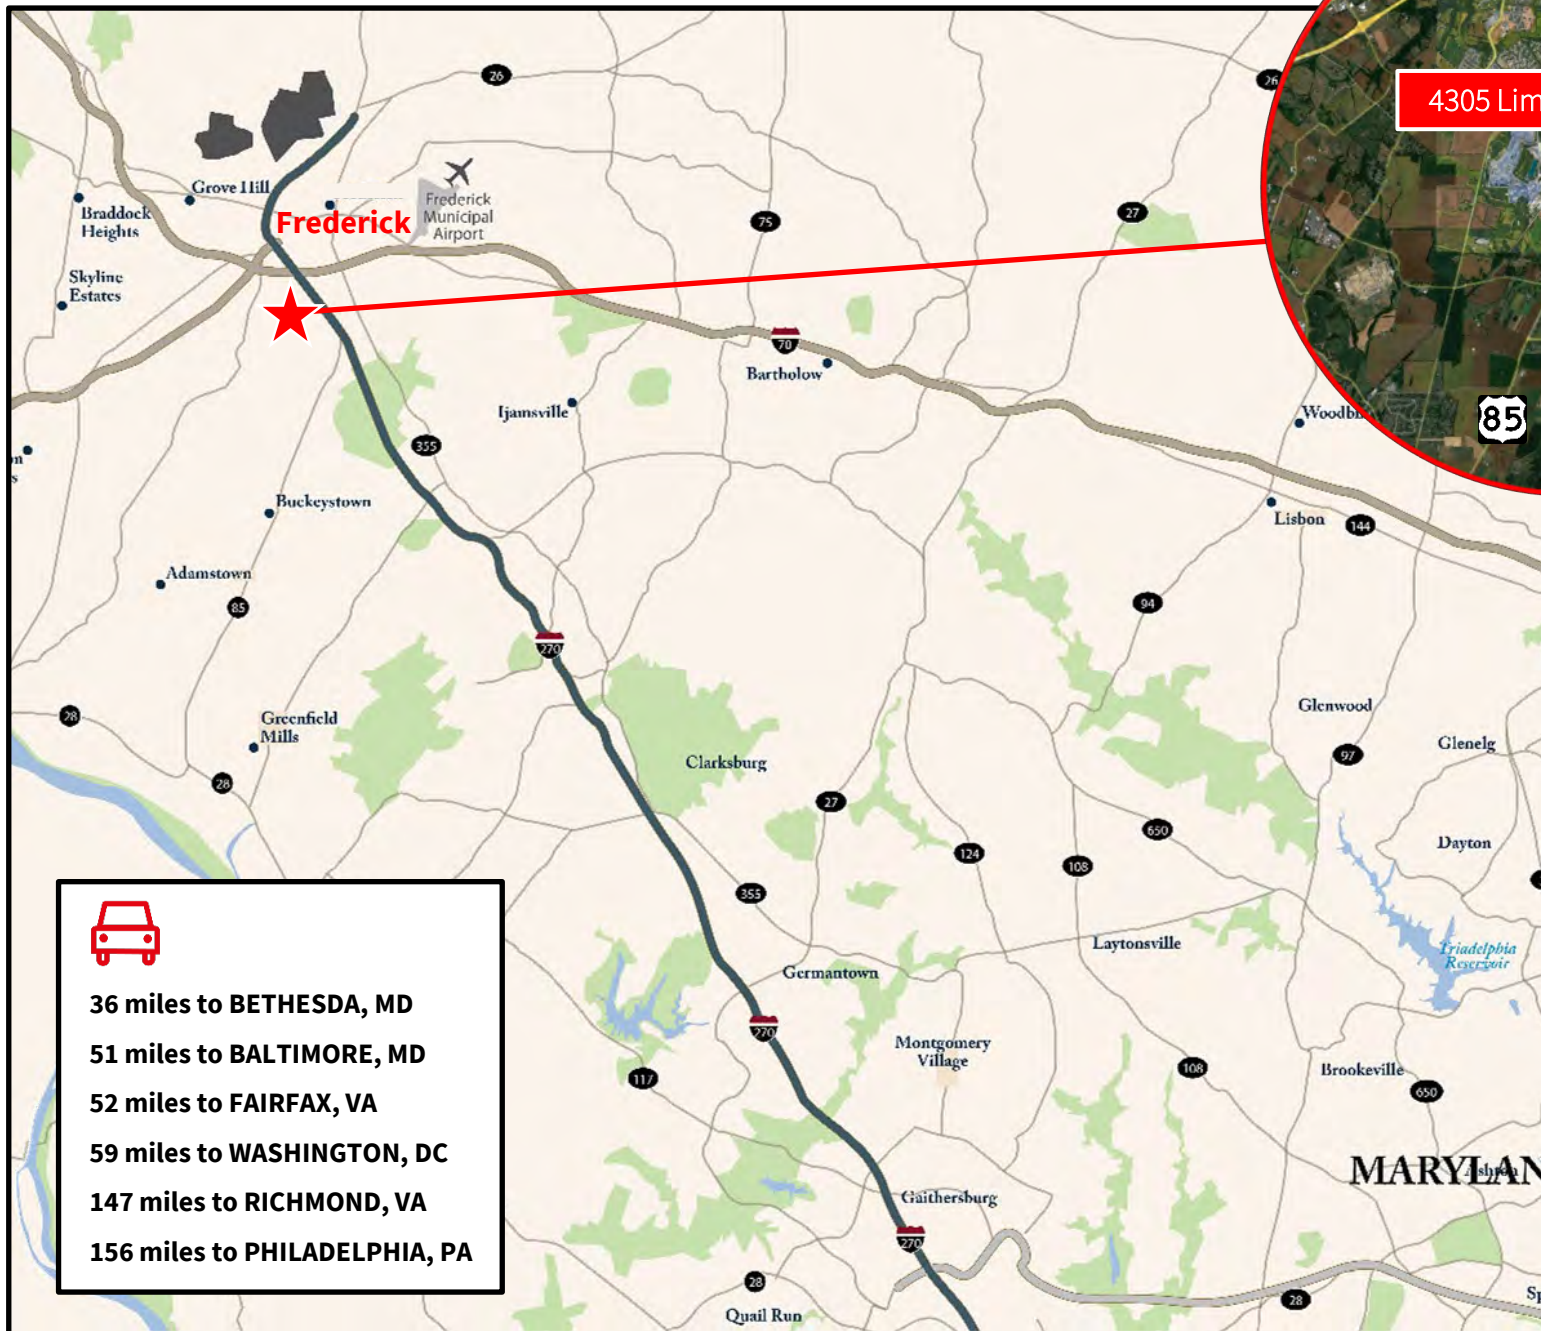 26
26
4305 Lim
Grove Hill
Braddock
Heights
Frederick
Frederick
Municipal
Airport
75
27
Skyline
Estates
70
Bartholow
Ijamsville
85
355
Lisbon
144
Buckeystown
Adamstown
85
94
270
28
Greenfield
Mills
Glenwood
Glenelg
Clarksburg
97
28
27
650
Dayton
124
108
355
Laytonsville
Triadelphia
Reservoir
Germantown
36 miles to BETHESDA, MD
51 miles to BALTIMORE, MD
52 miles to FAIRFAX, VA
59 miles to WASHINGTON, DC
147 miles to RICHMOND, VA
156 miles to PHILADELPHIA, PA
270
Montgomery
Village
117
108
Brookeville
650
MARYLAN
Ashton
Gaithersburg
270
28
28
Quail Run